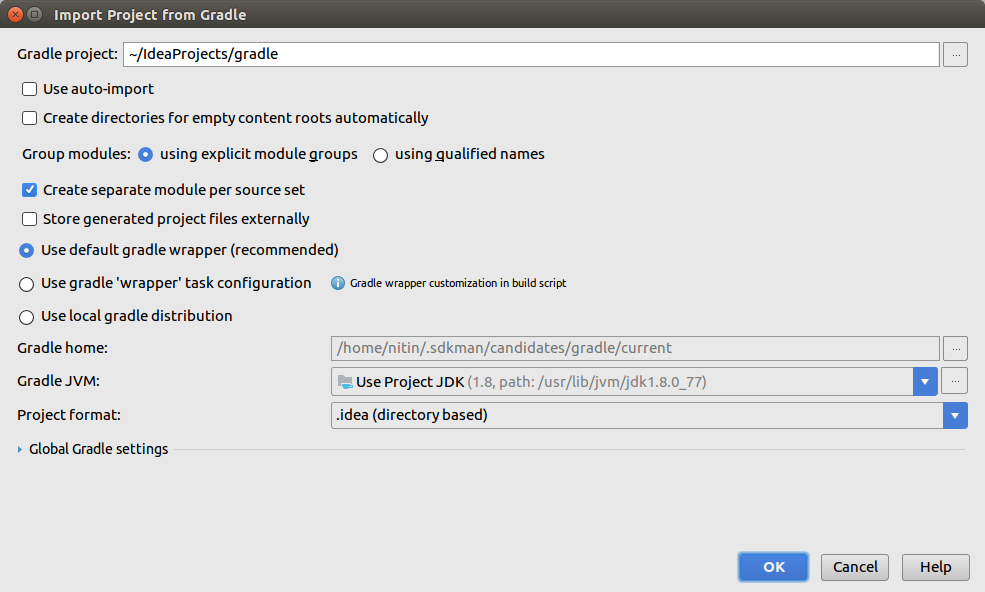 Import Project from Gradle
Gradle project: ~/IdeaProjects/gradle ...
Use auto-import
Create directories for empty content roots automatically
Group modules: using explicit module groups using qualified names
Create separate module per source set
Store generated project files externally
Use default gradle wrapper (recommended)
Use gradle 'wrapper' task configuration Gradle wrapper customization in build script
Use local gradle distribution
Gradle home: /home/nitin/.sdkman/candidates/gradle/current ...
Gradle JVM: Use Project JDK (1.8, path: /usr/lib/jvm/jdk1.8.0_77) ...
Project format: .idea (directory based)
Global Gradle settings
OK Cancel Help